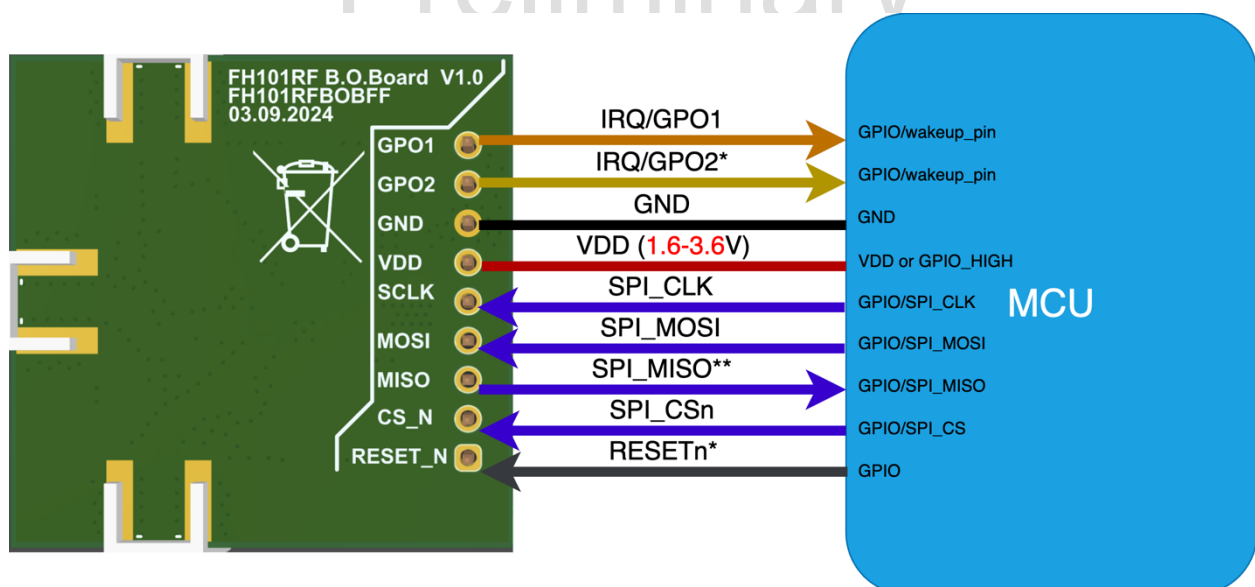 Preliminary
FH101RF B.O.Board V1.0
FH101RFBOBFF
03.09.2024
GPO1
GPO2
GND
VDD
SCLK
MOSI
MISO
CS_N
RESET_N
IRQ/GPO1
IRQ/GPO2*
GND
VDD (1.6-3.6V)
SPI_CLK
SPI_MOSI
SPI_MISO**
SPI_CSn
RESETn*
GPIO/wakeup_pin
GPIO/wakeup_pin
GND
VDD or GPIO_HIGH
GPIO/SPI_CLK
GPIO/SPI_MOSI
GPIO/SPI_MISO
GPIO/SPI_CS
GPIO
MCU